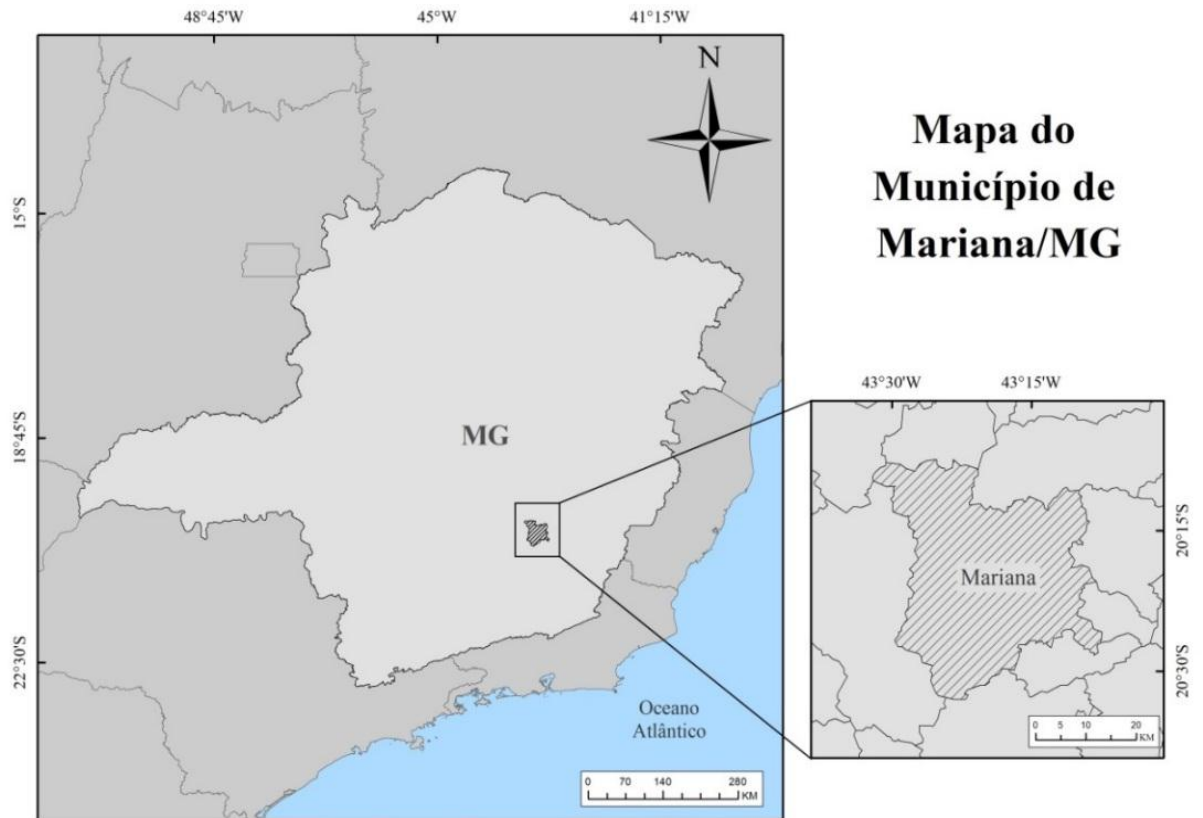 48°45'W
45°0'W
41°15'W
N
15°S
18°45'S
22°30'S
MG
Oceano
Atlântico
0 70 140 280
KM
Mapa do
Município de
Mariana/MG
43°30'W
43°15'W
20°15'S
20°30'S
Mariana
0 5 10 20
KM